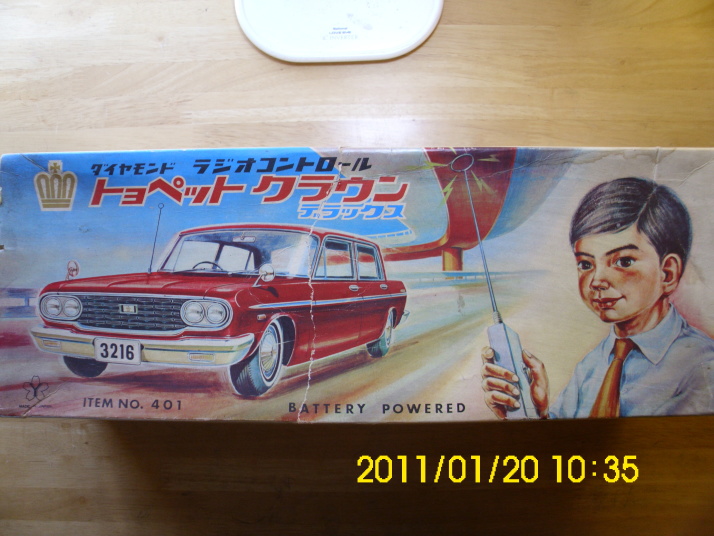 ダイヤモンド ラジオコントロール
トヨペット クラウン
デラックス
3216
ITEM NO. 401
BATTERY POWERED
2011/01/20 10:35